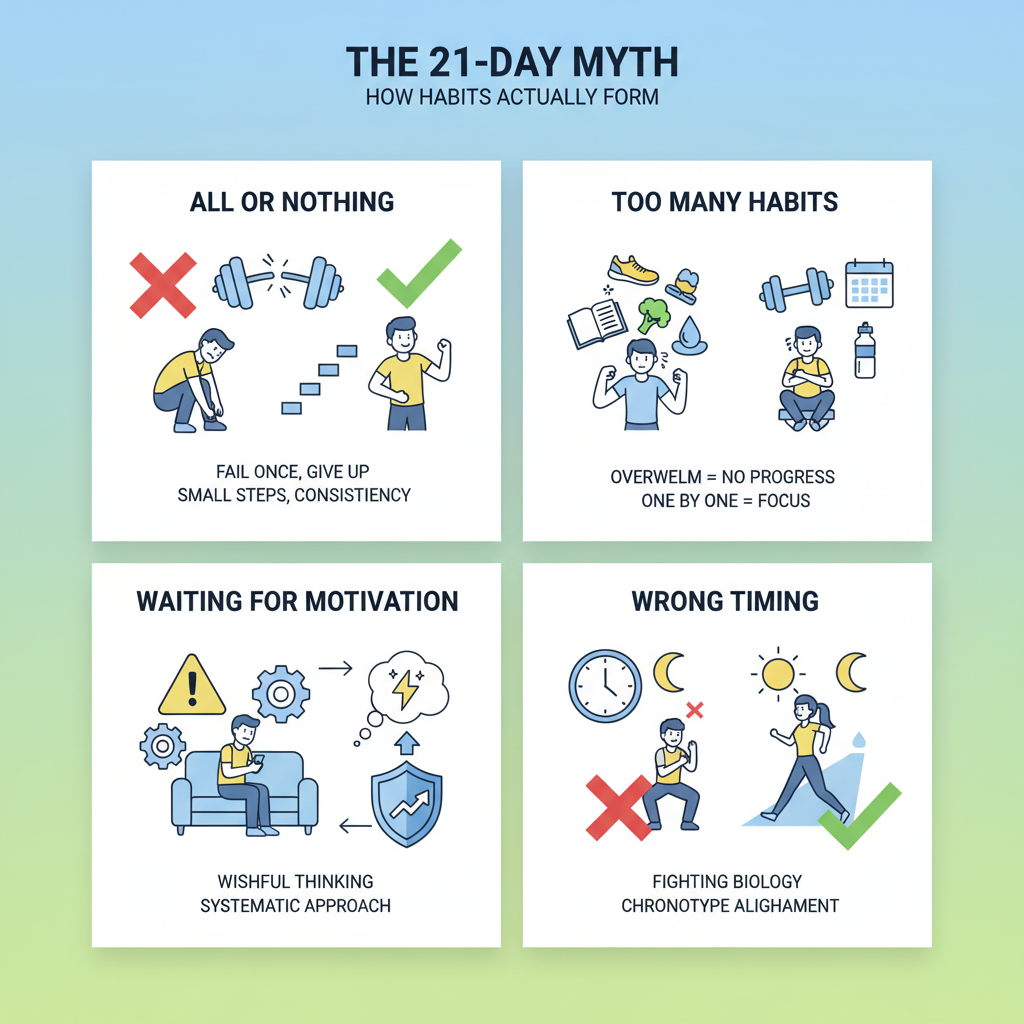 THE 21-DAY MYTH
HOW HABITS ACTUALLY FORM
ALL OR NOTHING
FAIL ONCE, GIVE UP
SMALL STEPS, CONSISTIENCY
TOO MANY HABITS
OVERWELM = NO PROGRESS
ONE BY ONE = FOCUS
WAITING FOR MOTIVATION
WISHFUL THINKING
SYSTEMATIC APPROACH
WRONG TIMING
FIGHTING BIOLOGY
CHRONOTYPE ALIGHAMENT